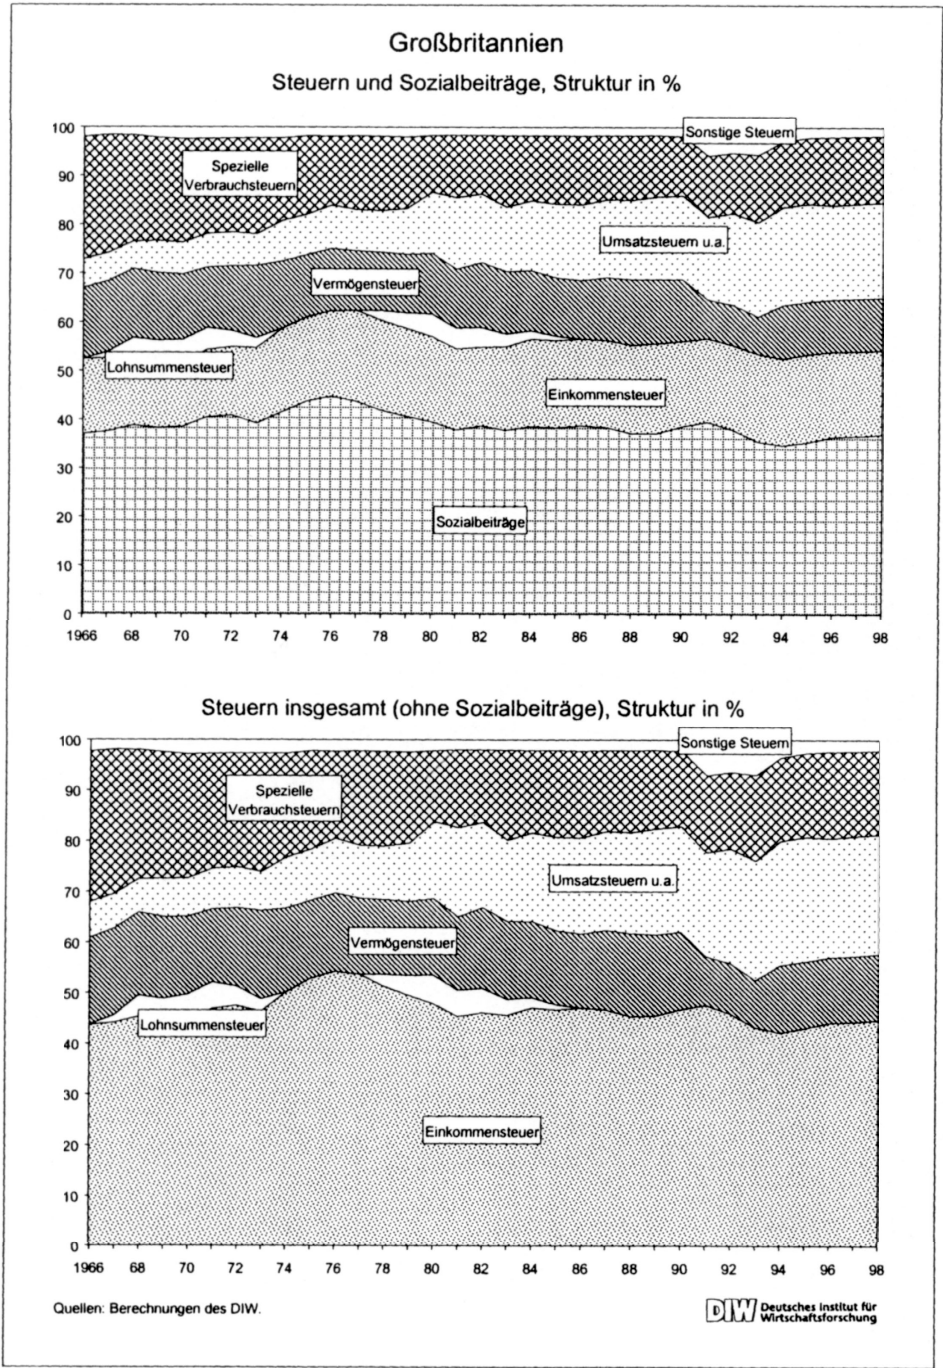 Großbritannien
Steuern und Sozialbeiträge, Struktur in %
100
90
80
70
60
50
40
30
20
10
0
Sonstige Steuern
Spezielle
Verbrauchsteuern
Umsatzsteuern u.a.
Vermögensteuer
Lohnsummensteuer
Einkommensteuer
Sozialbeiträge
1966 68 70 72 74 76 78 80 82 84 86 88 90 92 94 96 98
Steuern insgesamt (ohne Sozialbeiträge), Struktur in %
100
90
80
70
60
50
40
30
20
10
0
Sonstige Steuern
Spezielle
Verbrauchsteuern
Umsatzsteuern u.a.
Vermögensteuer
Lohnsummensteuer
Einkommensteuer
1966 68 70 72 74 76 78 80 82 84 86 88 90 92 94 96 98
Quellen: Berechnungen des DIW.
DIW Deutsches Institut für
Wirtschaftsforschung